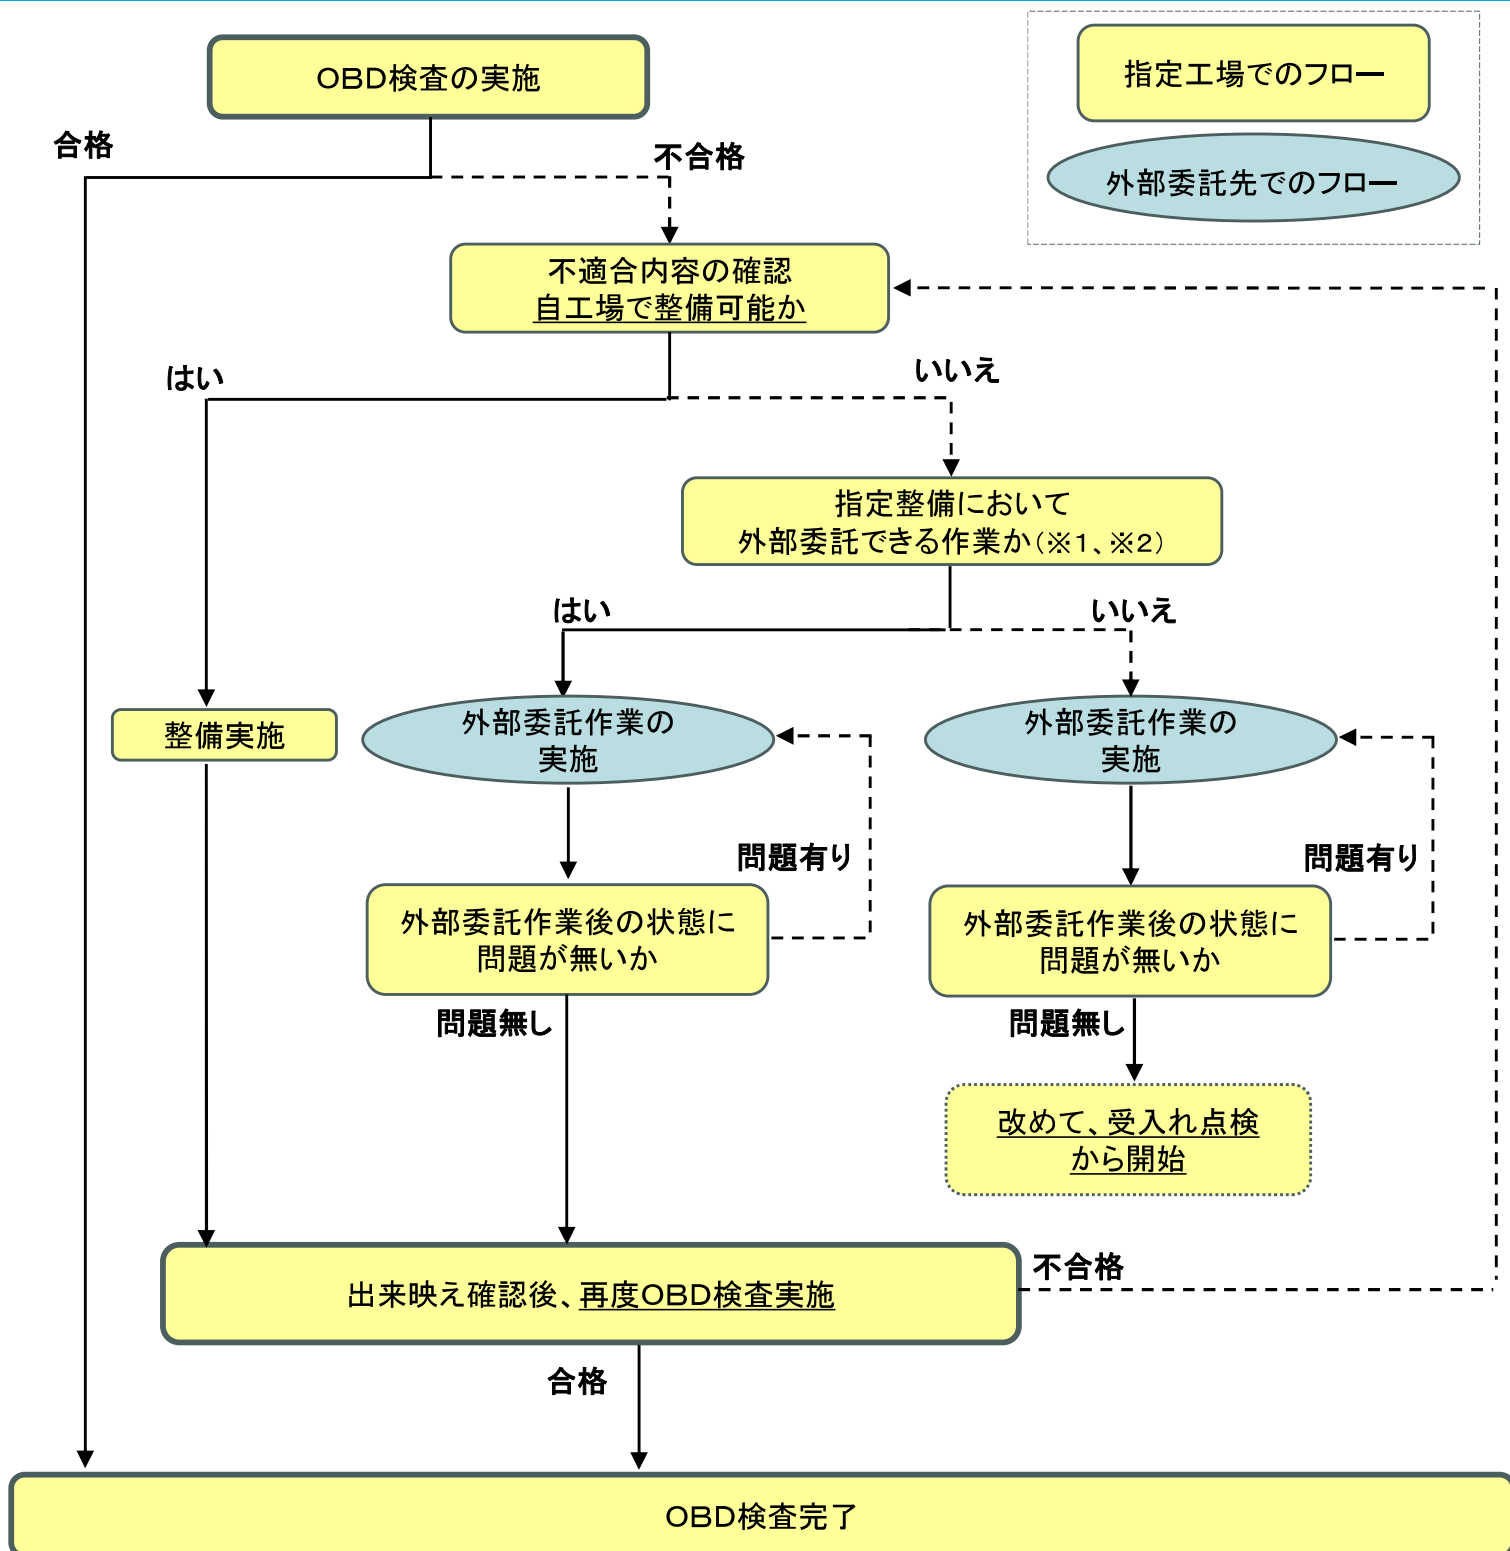 OBD検査の実施
指定工場でのフロー
外部委託先でのフロー
合格
不合格
不適合内容の確認
自工場で整備可能か
はい
いいえ
指定整備において
外部委託できる作業か(※1、※2)
はい
いいえ
整備実施
外部委託作業の
実施
外部委託作業の
実施
問題有り
問題有り
外部委託作業後の状態に
問題が無いか
外部委託作業後の状態に
問題が無いか
問題無し
問題無し
改めて、受入れ点検
から開始
出来映え確認後、再度OBD検査実施
不合格
合格
OBD検査完了